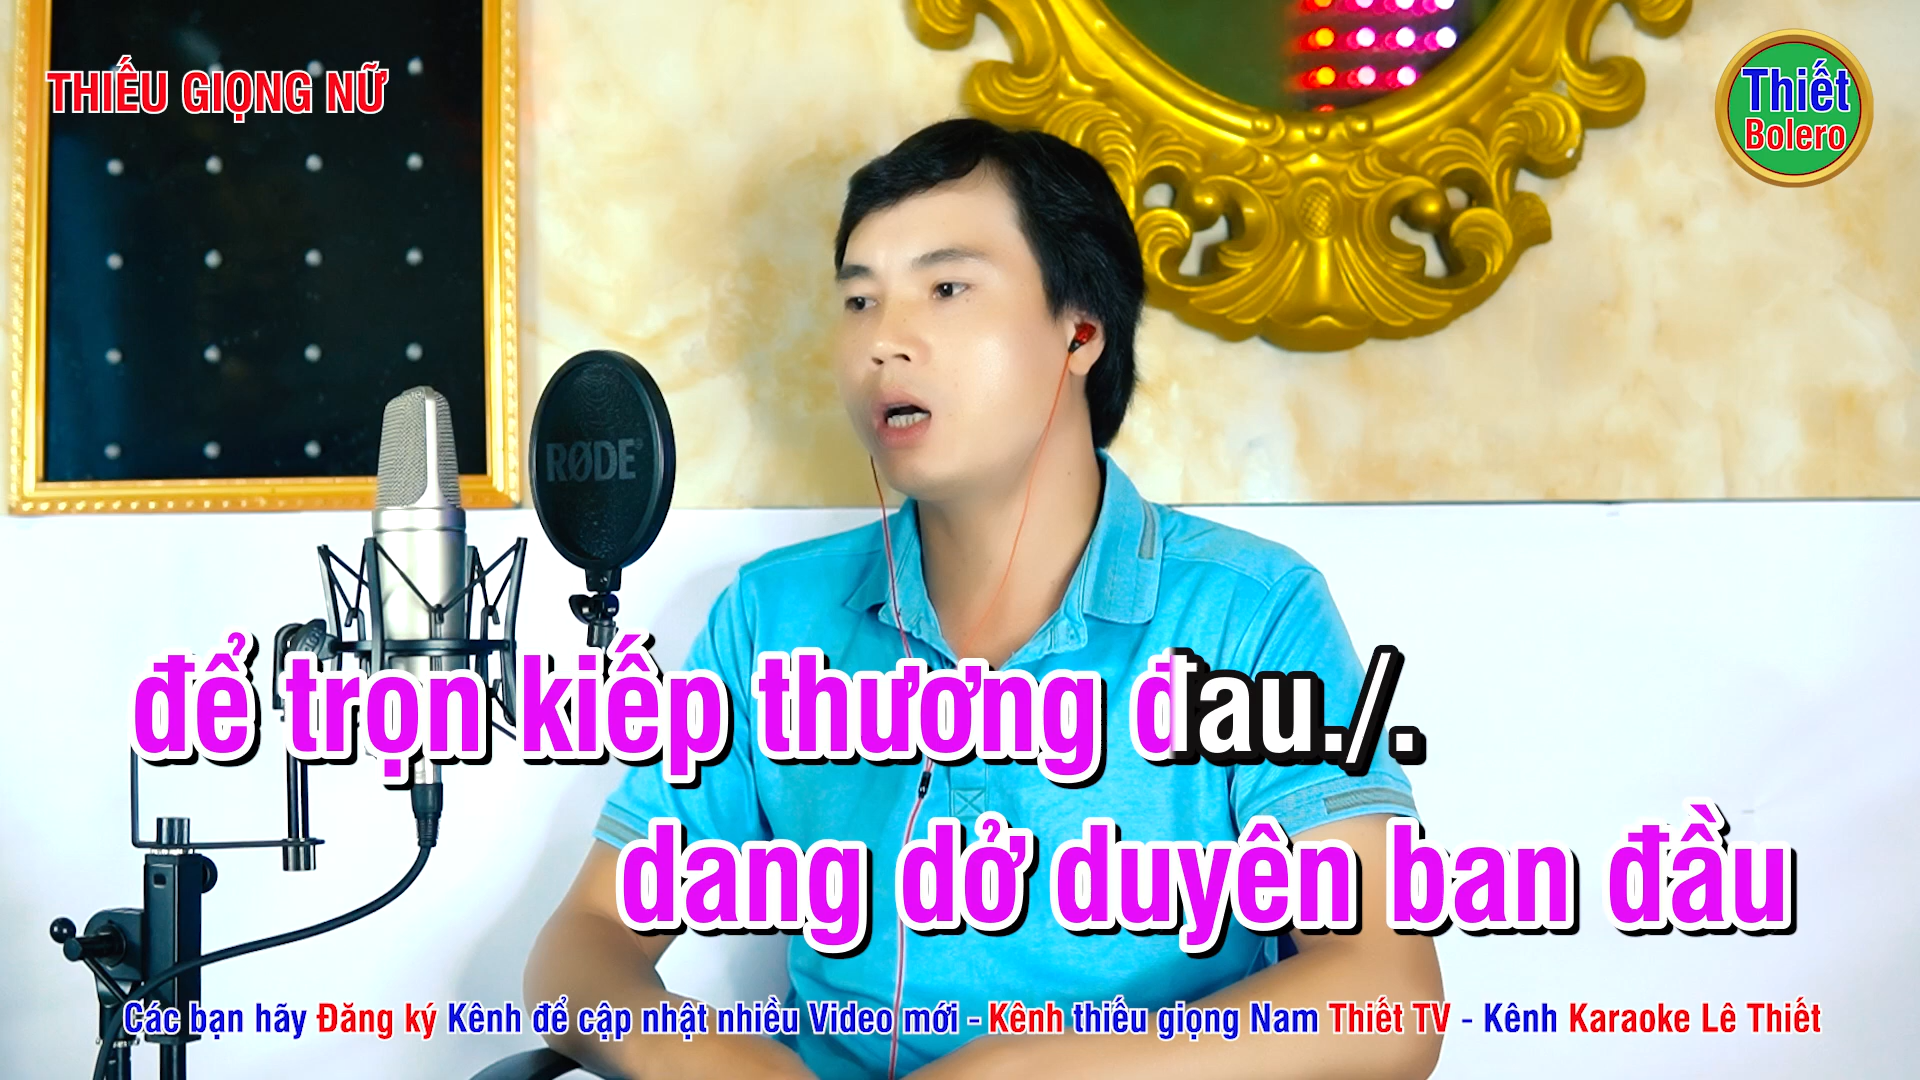 THIẾU GIỌNG NỮ
Thiết
Bolero
RØDE
để trọn kiếp thương đau./.
dang dở duyên ban đầu
Các bạn hãy Đăng ký Kênh để cập nhật nhiều Video mới - Kênh thiếu giọng Nam Thiết TV - Kênh Karaoke Lê Thiết